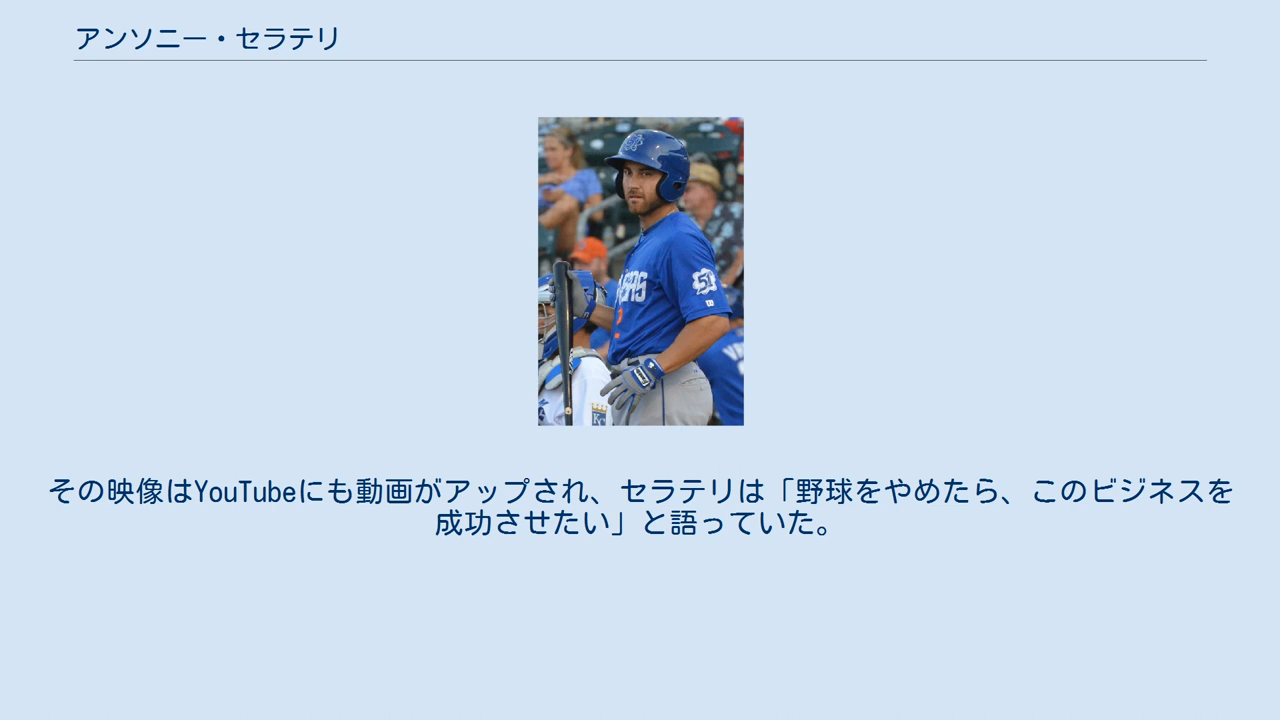 アンソニー・セラテリ
51
KC
その映像はYouTubeにも動画がアップされ、セラテリは「野球をやめたら、このビジネスを
成功させたい」と語っていた。